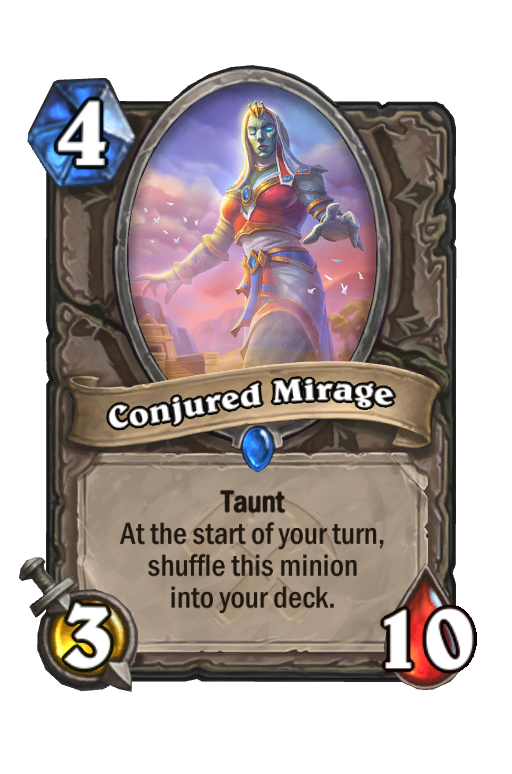 4
Conjured Mirage
Taunt
At the start of your turn,
shuffle this minion
into your deck.
3
10